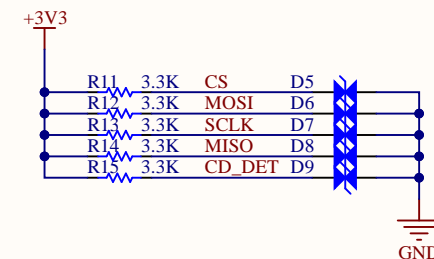 +3V3
R11 3.3K CS D5
R12 3.3K MOSI D6
R13 3.3K SCLK D7
R14 3.3K MISO D8
R15 3.3K CD_DET D9
GND